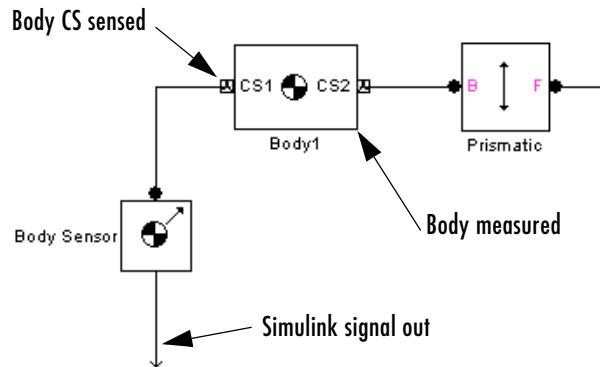 Body CS sensed
CS1 CS2
B F
Body1
Prismatic
Body measured
Body Sensor
Simulink signal out